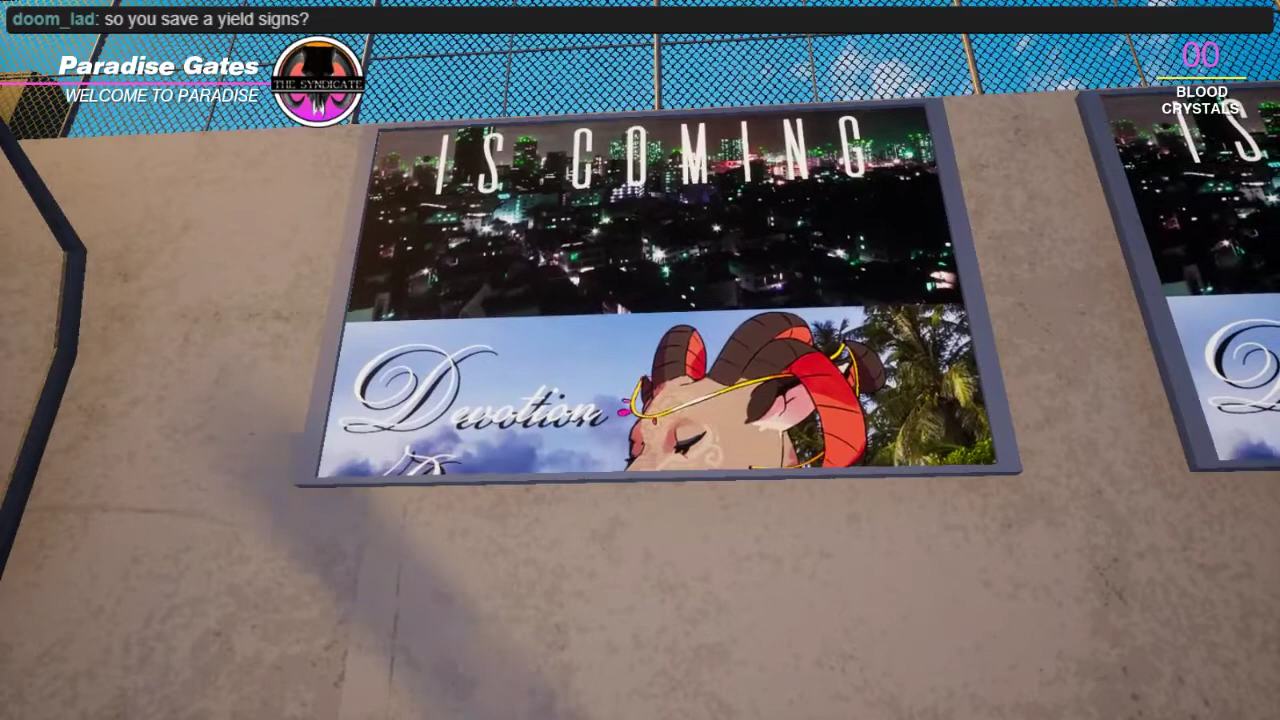 doom_lad: so you save a yield signs?
Paradise Gates
WELCOME TO PARADISE
THE SYNDICATE
00
BLOOD
CRYSTALS
IS COMING
IS
Devotion
D